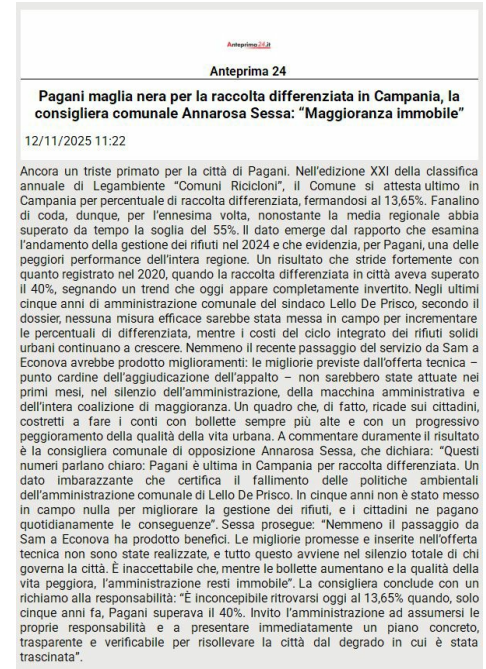 Anteprima24.it
Anteprima 24
Pagani maglia nera per la raccolta differenziata in Campania, la
consigliera comunale Annarosa Sessa: “Maggioranza immobile”
12/11/2025 11:22
Ancora un triste primato per la città di Pagani. Nell’edizione XXI della classifica
annuale di Legambiente “Comuni Ricicloni”, il Comune si attesta ultimo in
Campania per percentuale di raccolta differenziata, fermandosi al 13,65%. Fanalino
di coda, dunque, per l’ennesima volta, nonostante la media regionale abbia
superato da tempo la soglia del 55%. Il dato emerge dal rapporto che esamina
l’andamento della gestione dei rifiuti nel 2024 e che evidenzia, per Pagani, una delle
peggiori performance dell’intera regione. Un risultato che stride fortemente con
quanto registrato nel 2020, quando la raccolta differenziata in città aveva superato
il 40%, segnando un trend che oggi appare completamente invertito. Negli ultimi
cinque anni di amministrazione comunale del sindaco Lello De Prisco, secondo il
dossier, nessuna misura efficace sarebbe stata messa in campo per incrementare
le percentuali di differenziata, mentre i costi del ciclo integrato dei rifiuti solidi
urbani continuano a crescere. Nemmeno il recente passaggio del servizio da Sam a
Econova avrebbe prodotto miglioramenti: le migliorie previste dall’offerta tecnica –
punto cardine dell’aggiudicazione dell’appalto – non sarebbero state attuate nei
primi mesi, nel silenzio dell’amministrazione, della macchina amministrativa e
dell’intera coalizione di maggioranza. Un quadro che, di fatto, ricade sui cittadini,
costretti a fare i conti con bollette sempre più alte e con un progressivo
peggioramento della qualità della vita urbana. A commentare duramente il risultato
è la consigliera comunale di opposizione Annarosa Sessa, che dichiara: “Questi
numeri parlano chiaro: Pagani è ultima in Campania per raccolta differenziata. Un
dato imbarazzante che certifica il fallimento delle politiche ambientali
dell’amministrazione comunale di Lello De Prisco. In cinque anni non è stato messo
in campo nulla per migliorare la gestione dei rifiuti, e i cittadini ne pagano
quotidianamente le conseguenze”. Sessa prosegue: “Nemmeno il passaggio da
Sam a Econova ha prodotto benefici. Le migliorie promesse e inserite nell’offerta
tecnica non sono state realizzate, e tutto questo avviene nel silenzio totale di chi
governa la città. È inaccettabile che, mentre le bollette aumentano e la qualità della
vita peggiora, l’amministrazione resti immobile”. La consigliera conclude con un
richiamo alla responsabilità: “È inconcepibile ritrovarsi oggi al 13,65% quando, solo
cinque anni fa, Pagani superava il 40%. Invito l’amministrazione ad assumersi le
proprie responsabilità e a presentare immediatamente un piano concreto,
trasparente e verificabile per risollevare la città dal degrado in cui è stata
trascinata”.